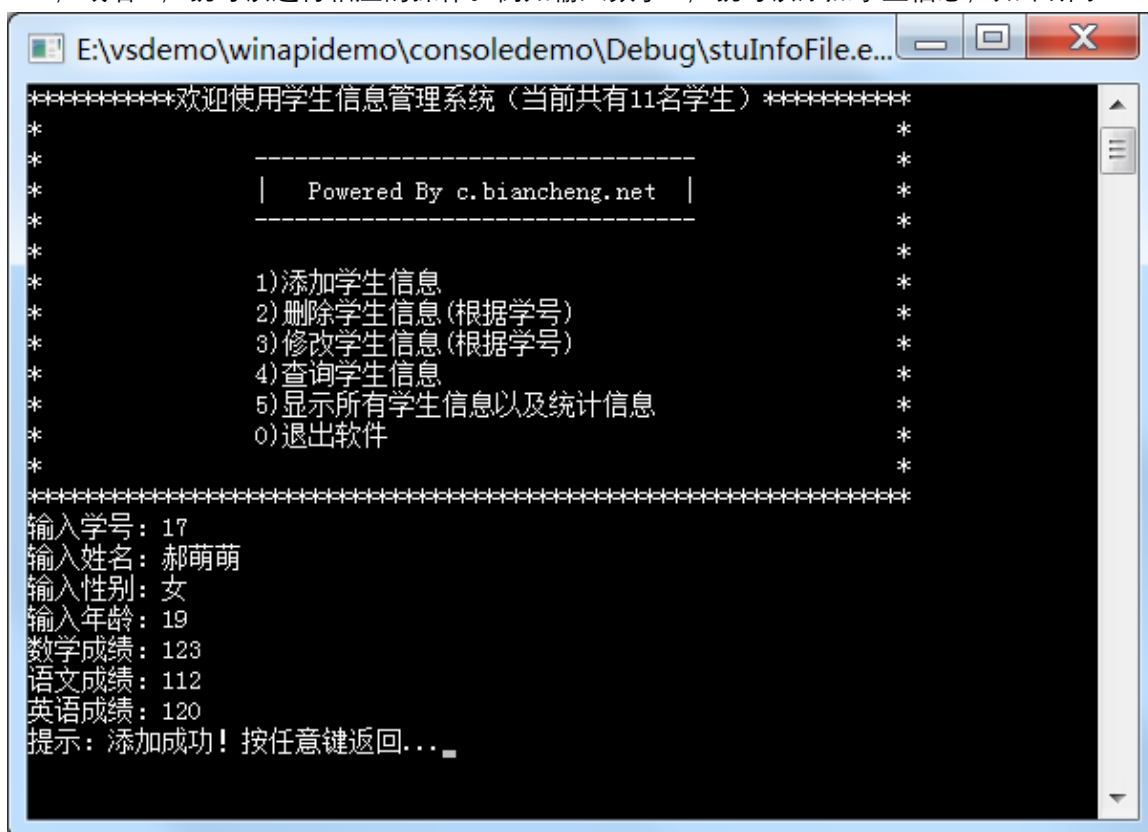 E:\vsdemo\winapidemo\consoledemo\Debug\stuInfoFile.e...
***********欢迎使用学生信息管理系统（当前共有11名学生）***********
* *
* --------------------------------- *
* | Powered By c.biancheng.net | *
* --------------------------------- *
* *
* 1)添加学生信息 *
* 2)删除学生信息(根据学号) *
* 3)修改学生信息(根据学号) *
* 4)查询学生信息 *
* 5)显示所有学生信息以及统计信息 *
* 0)退出软件 *
* *
******************************************************************
输入学号：17
输入姓名：郝萌萌
输入性别：女
输入年龄：19
数学成绩：123
语文成绩：112
英语成绩：120
提示：添加成功！按任意键返回..._